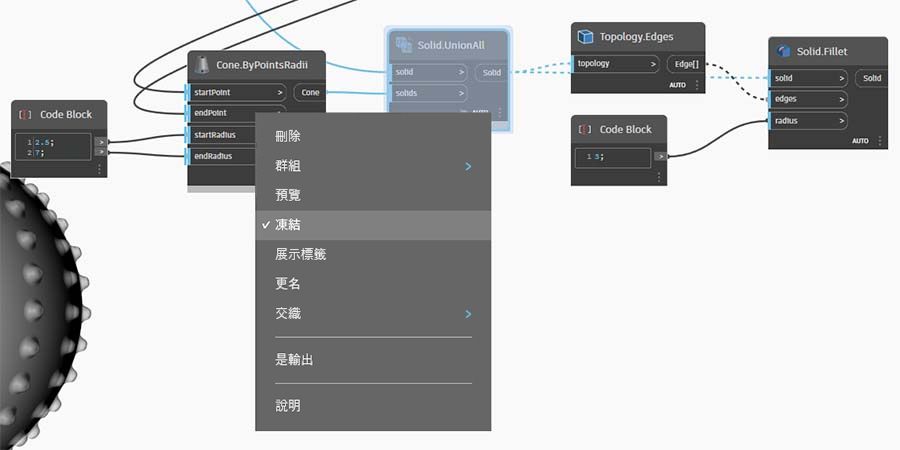 Code Block
1 2.5;
2 7;
>
>
Cone.ByPointsRadii
startPoint > Cone
endPoint >
startRadius
endRadius
Solid.UnionAll
solid > Solid
solids >
AUTO
刪除
群組 >
預覽
✓ 凍結
展示標籤
更名
交織 >
是輸出
說明
Topology.Edges
topology > Edge[]
AUTO
Code Block
1 3; >
Solid.Fillet
solid > Solid
edges >
radius >
AUTO